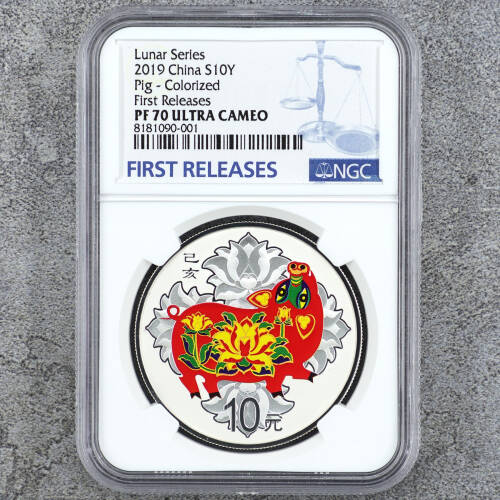 Lunar Series
2019 China S10Y
Pig - Colorized
First Releases
PF 70 ULTRA CAMEO
8181090-001
FIRST RELEASES
NGC
己亥
10元